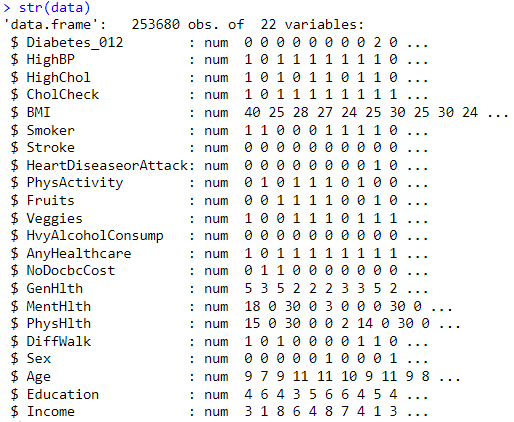 > str(data)
'data.frame':   253680 obs. of  22 variables:
 $ Diabetes_012        : num  0 0 0 0 0 0 0 0 2 0 ...
 $ HighBP              : num  1 0 1 1 1 1 1 1 1 0 ...
 $ HighChol            : num  1 0 1 0 1 1 0 1 1 0 ...
 $ CholCheck           : num  1 0 1 1 1 1 1 1 1 1 ...
 $ BMI                 : num  40 25 28 27 24 25 30 25 30 24 ...
 $ Smoker              : num  1 1 0 0 0 1 1 1 1 0 ...
 $ Stroke              : num  0 0 0 0 0 0 0 0 0 0 ...
 $ HeartDiseaseorAttack: num  0 0 0 0 0 0 0 0 1 0 ...
 $ PhysActivity        : num  0 1 0 1 1 1 0 1 0 0 ...
 $ Fruits              : num  0 0 1 1 1 1 0 0 1 0 ...
 $ Veggies             : num  1 0 0 1 1 1 0 1 1 1 ...
 $ HvyAlcoholConsump   : num  0 0 0 0 0 0 0 0 0 0 ...
 $ AnyHealthcare       : num  1 0 1 1 1 1 1 1 1 1 ...
 $ NoDocbcCost         : num  0 1 1 0 0 0 0 0 0 0 ...
 $ GenHlth             : num  5 3 5 2 2 2 3 3 5 2 ...
 $ MentHlth            : num  18 0 30 0 3 0 0 0 30 0 ...
 $ PhysHlth            : num  15 0 30 0 0 2 14 0 30 0 ...
 $ DiffWalk            : num  1 0 1 0 0 0 0 1 1 0 ...
 $ Sex                 : num  0 0 0 0 0 1 0 0 0 1 ...
 $ Age                 : num  9 7 9 11 11 10 9 11 9 8 ...
 $ Education           : num  4 6 4 3 5 6 6 4 5 4 ...
 $ Income              : num  3 1 8 6 4 8 7 4 1 3 ...